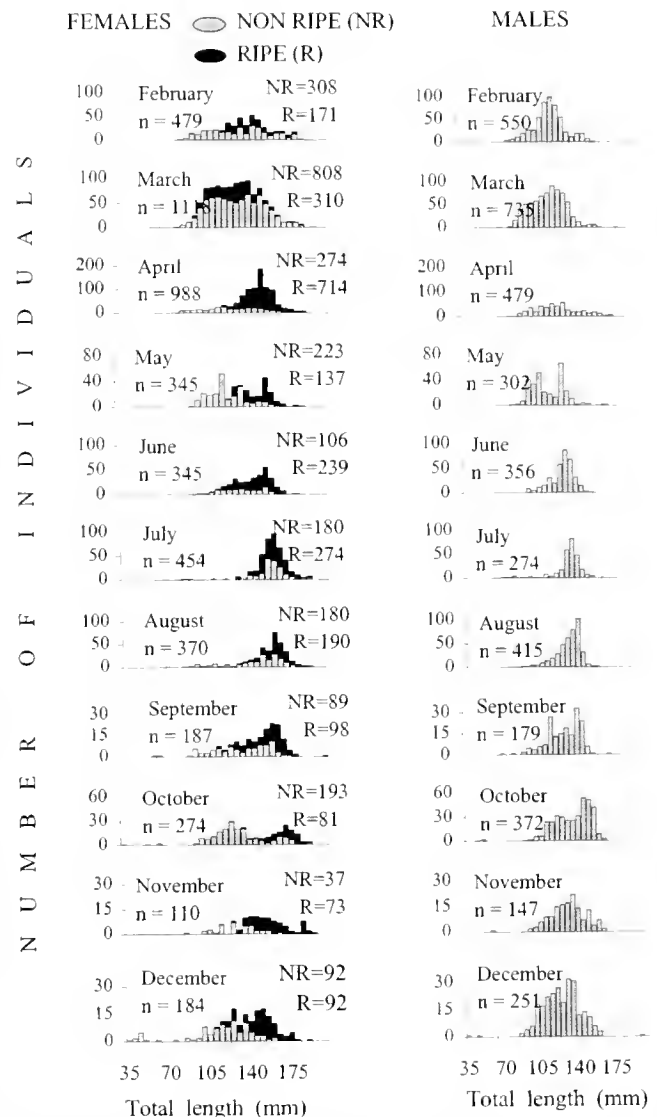 FEMALES NON RIPE (NR) MALES
RIPE (R)
NUMBER OF INDIVIDUALS
100 50 0 February n = 479 NR=308 R=171
100 50 0 March NR=808 R=310
200 100 0 April n = 988 NR=274 R=714
80 40 0 May n = 345 NR=223 R=137
100 50 0 June n = 345 NR=106 R=239
100 50 0 July n = 454 NR=180 R=274
100 50 0 August n = 370 NR=180 R=190
30 15 0 September n = 187 NR=89 R=98
60 30 0 October n = 274 NR=193 R=81
30 15 0 November n = 110 NR=37 R=73
30 15 0 December n = 184 NR=92 R=92
35 70 105 140 175
Total length (mm)
100 50 0 February n = 550
100 50 0 March n = 735
200 100 0 April n = 479
80 40 0 May n = 302
100 50 0 June n = 356
100 50 0 July n = 274
100 50 0 August n = 415
30 15 0 September n = 179
60 30 0 October n = 372
30 15 0 November n = 147
30 15 0 December n = 251
35 70 105 140 175
Total length (mm)